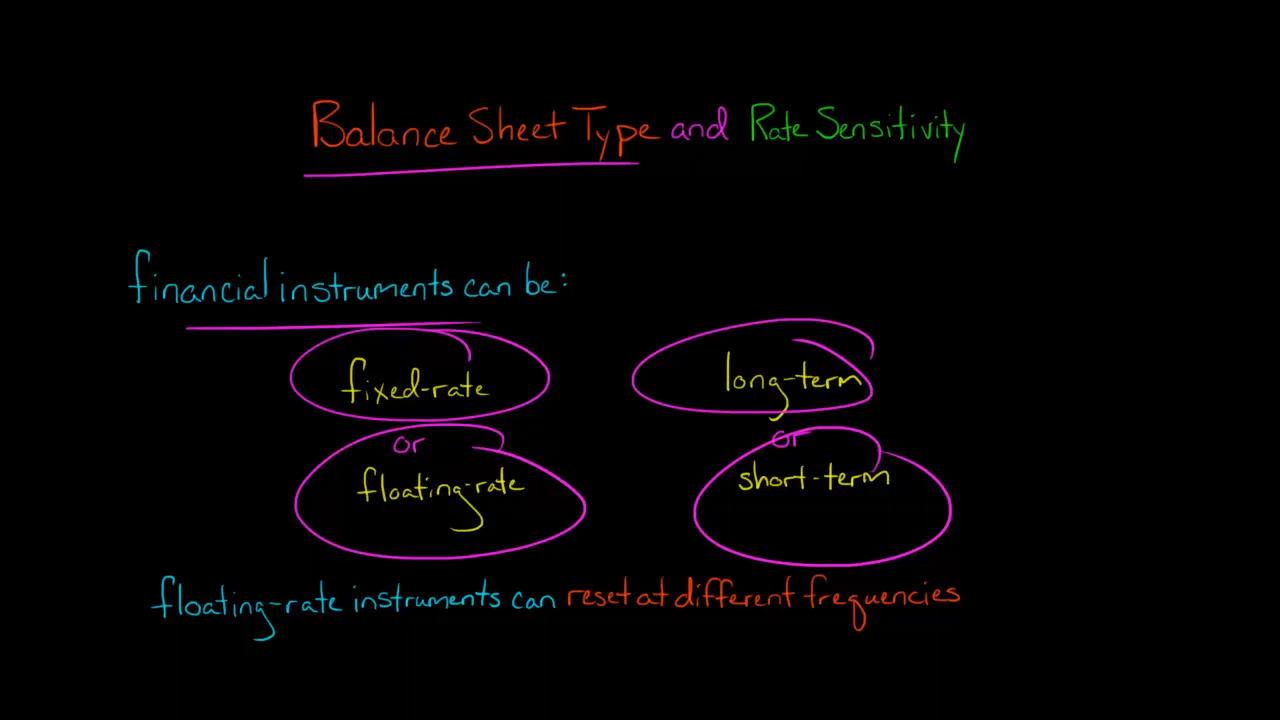 Balance Sheet Type and Rate Sensitivity
financial instruments can be:
fixed-rate long-term
or or
floating-rate short-term
floating-rate instruments can reset at different frequencies